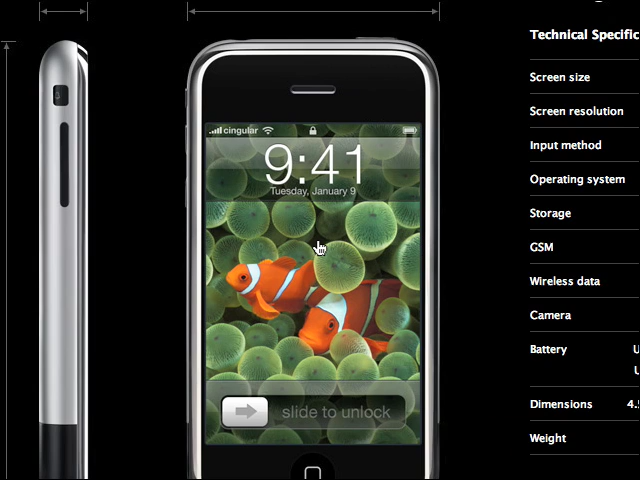 cingular
9:41
Tuesday, January 9
slide to unlock
Technical Specific
Screen size
Screen resolution
Input method
Operating system
Storage
GSM
Wireless data
Camera
Battery
Dimensions 4.
Weight